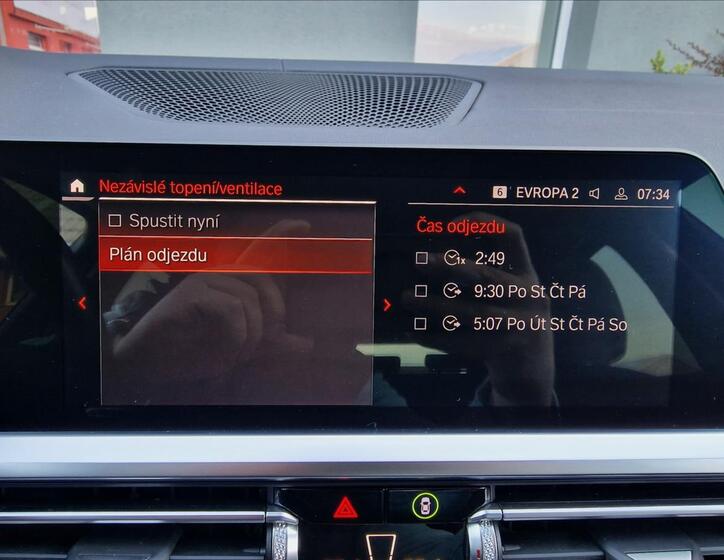 Nezávislé topení/ventilace
6 EVROPA 2 07:34
Spustit nyní
Plán odjezdu
Čas odjezdu
1x 2:49
9:30 Po St Čt Pá
5:07 Po Út St Čt Pá So